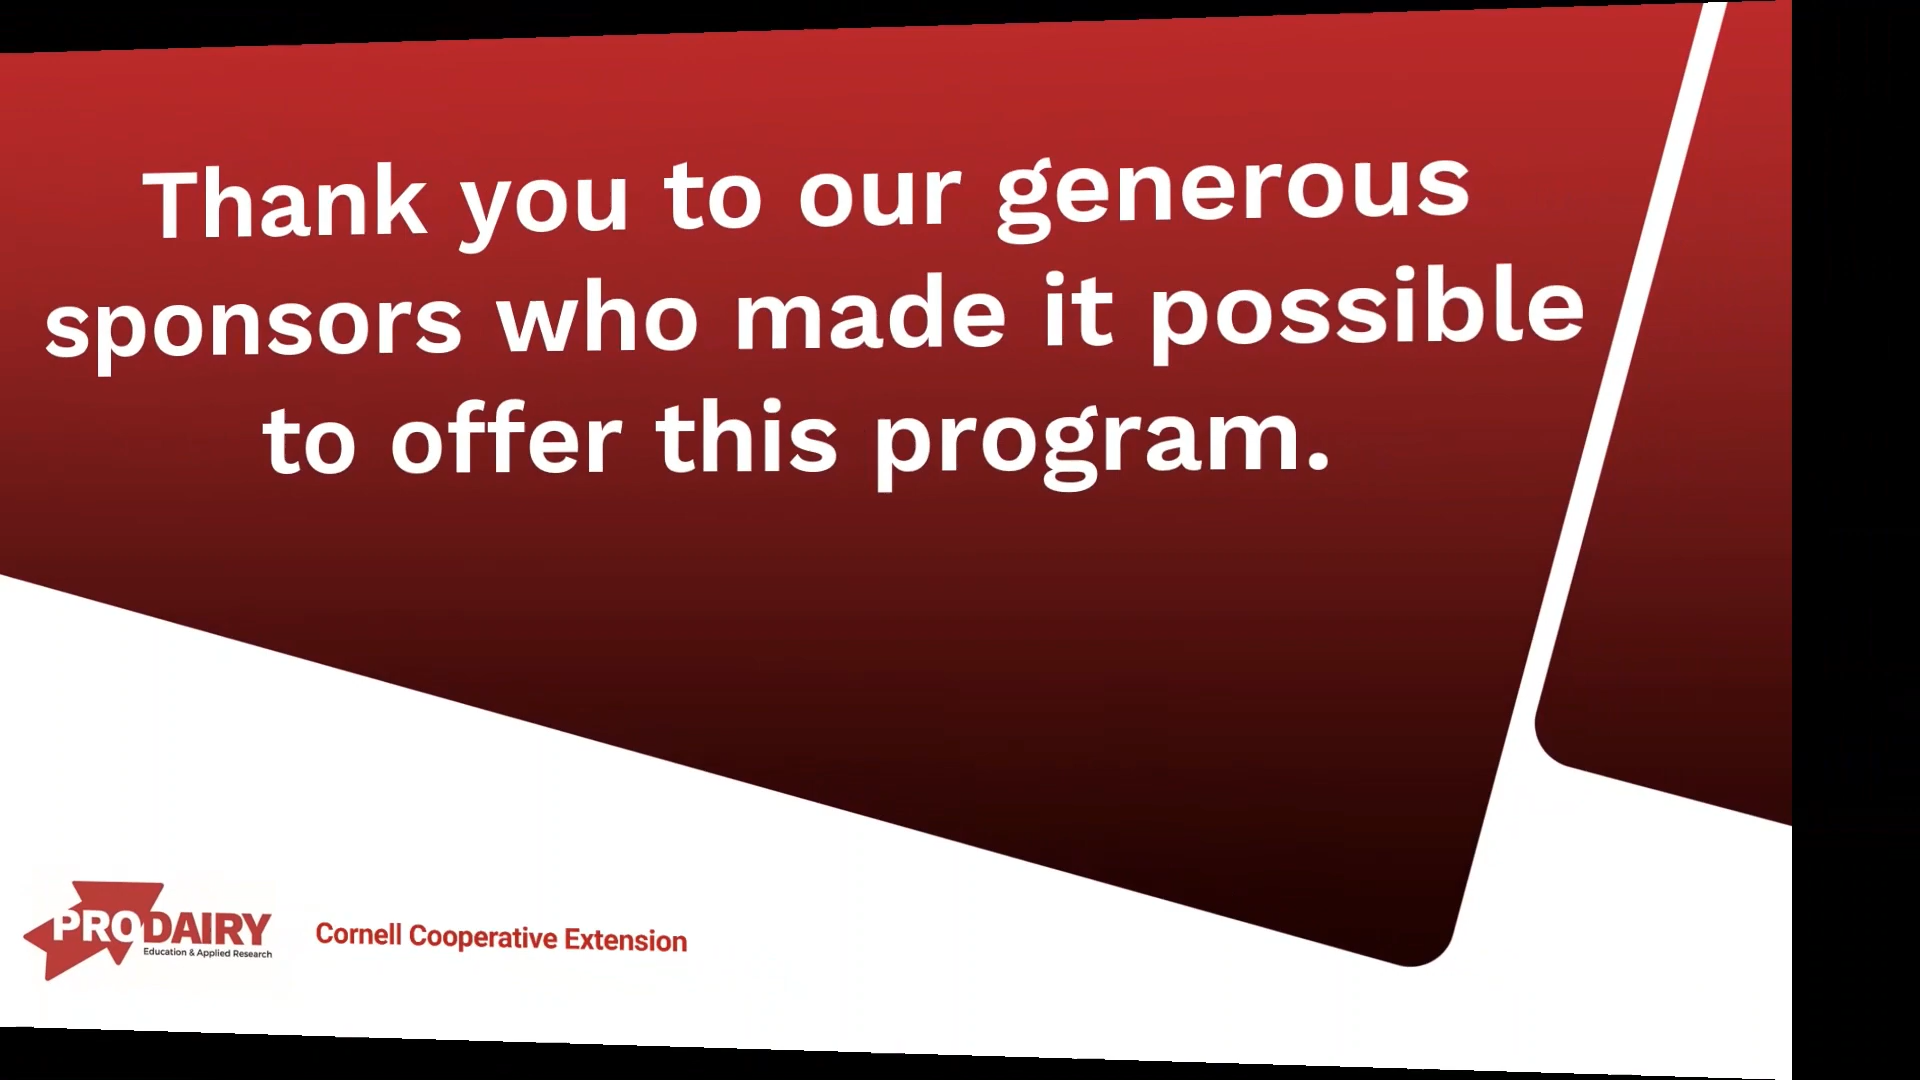 Thank you to our generous
sponsors who made it possible
to offer this program.
PRODAIRY
Education & Applied Research
Cornell Cooperative Extension